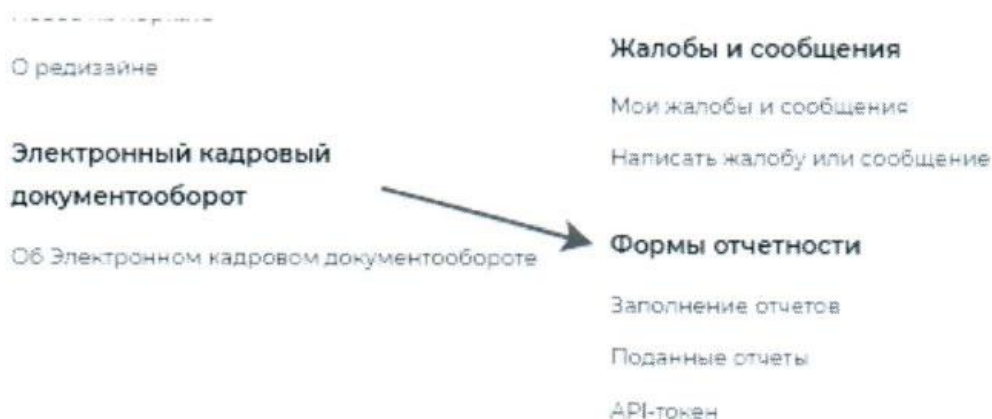 О редизайне
Электронный кадровый
документооборот
Об Электронном кадровом документообороте
Жалобы и сообщения
Мои жалобы и сообщения
Написать жалобу или сообщение
Формы отчетности
Заполнение отчетов
Поданные отчеты
API-токен